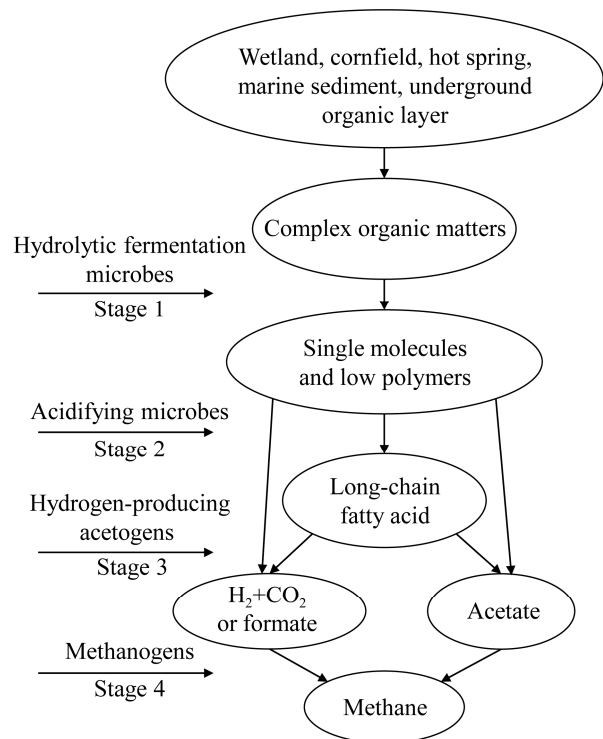 Wetland, cornfield, hot spring,
marine sediment, underground
organic layer
Complex organic matters
Hydrolytic fermentation
microbes
Stage 1
Single molecules
and low polymers
Acidifying microbes
Stage 2
Long-chain
fatty acid
Hydrogen-producing
acetogens
Stage 3
H₂+CO₂
or formate
Acetate
Methanogens
Stage 4
Methane